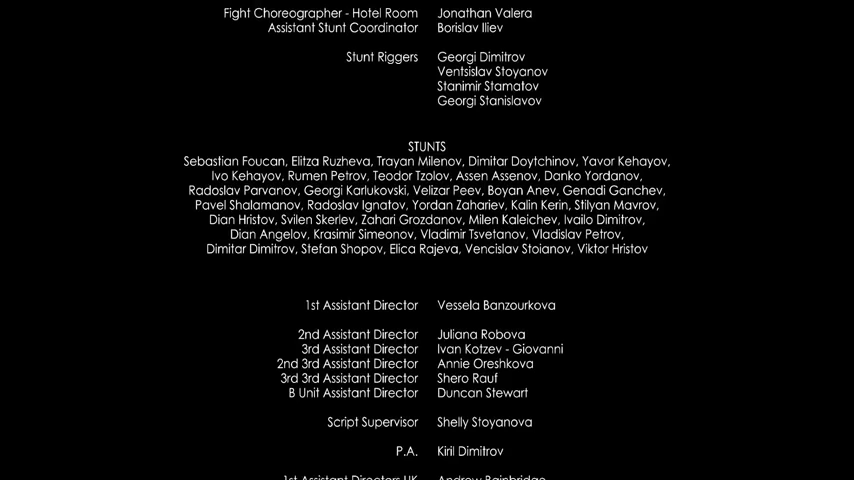 Fight Choreographer - Hotel Room Jonathan Valera
Assistant Stunt Coordinator Borislav Iliev
Stunt Riggers Georgi Dimitrov
Ventsislav Stoyanov
Stanimir Stamatov
Georgi Stanislavov
STUNTS
Sebastian Foucan, Elitza Ruzheva, Trayan Milenov, Dimitar Doytchinov, Yavor Kehayov,
Ivo Kehayov, Rumen Petrov, Teodor Tzolov, Assen Assenov, Danko Yordanov,
Radoslav Parvanov, Georgi Karlukovski, Velizar Peev, Boyan Anev, Genadi Ganchev,
Pavel Shalamanov, Radoslav Ignatov, Yordan Zahariev, Kalin Kerin, Stilyan Mavrov,
Dian Hristov, Svilen Skerlev, Zahari Grozdanov, Milen Kaleichev, Ivailo Dimitrov,
Dian Angelov, Krasimir Simeonov, Vladimir Tsvetanov, Vladislav Petrov,
Dimitar Dimitrov, Stefan Shopov, Elica Rajeva, Vencislav Stoianov, Viktor Hristov
1st Assistant Director Vessela Banzourkova
2nd Assistant Director Juliana Robova
3rd Assistant Director Ivan Kotzev - Giovanni
2nd 3rd Assistant Director Annie Oreshkova
3rd 3rd Assistant Director Shero Rauf
B Unit Assistant Director Duncan Stewart
Script Supervisor Shelly Stoyanova
P.A. Kiril Dimitrov
1st Assistant Directors UK Andrew Bainbridge